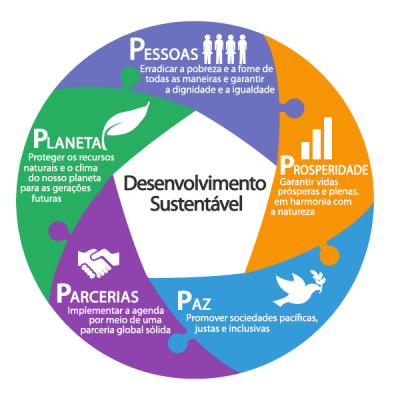 PESSOAS
Erradicar a pobreza e a fome de
todas as maneiras e garantir
a dignidade e a igualdade
PROSPERIDADE
Garantir vidas
prósperas e plenas,
em harmonia com
a natureza
PAZ
Promover sociedades pacíficas,
justas e inclusivas
PARCERIAS
Implementar a agenda
por meio de uma
parceria global sólida
PLANETA
Proteger os recursos
naturais e o clima
do nosso planeta
para as gerações
futuras
Desenvolvimento
Sustentável